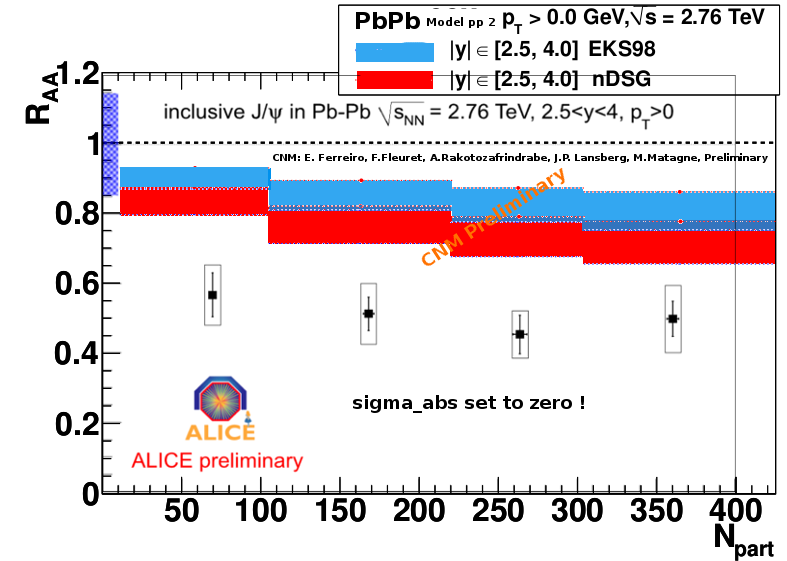 PbPb Model pp 2 p_T > 0.0 GeV,√s = 2.76 TeV
|y| ∈ [2.5, 4.0] EKS98
|y| ∈ [2.5, 4.0] nDSG
R_AA
1.2
inclusive J/ψ in Pb-Pb √s_NN = 2.76 TeV, 2.5<y<4, p_T>0
1
CNM: E. Ferreiro, F.Fleuret, A.Rakotozafrindrabe, J.P. Lansberg, M.Matagne, Preliminary
CNM Preliminary
0.8
0.6
0.4
sigma_abs set to zero !
0.2
ALICE
ALICE preliminary
0
50 100 150 200 250 300 350 400
N_part